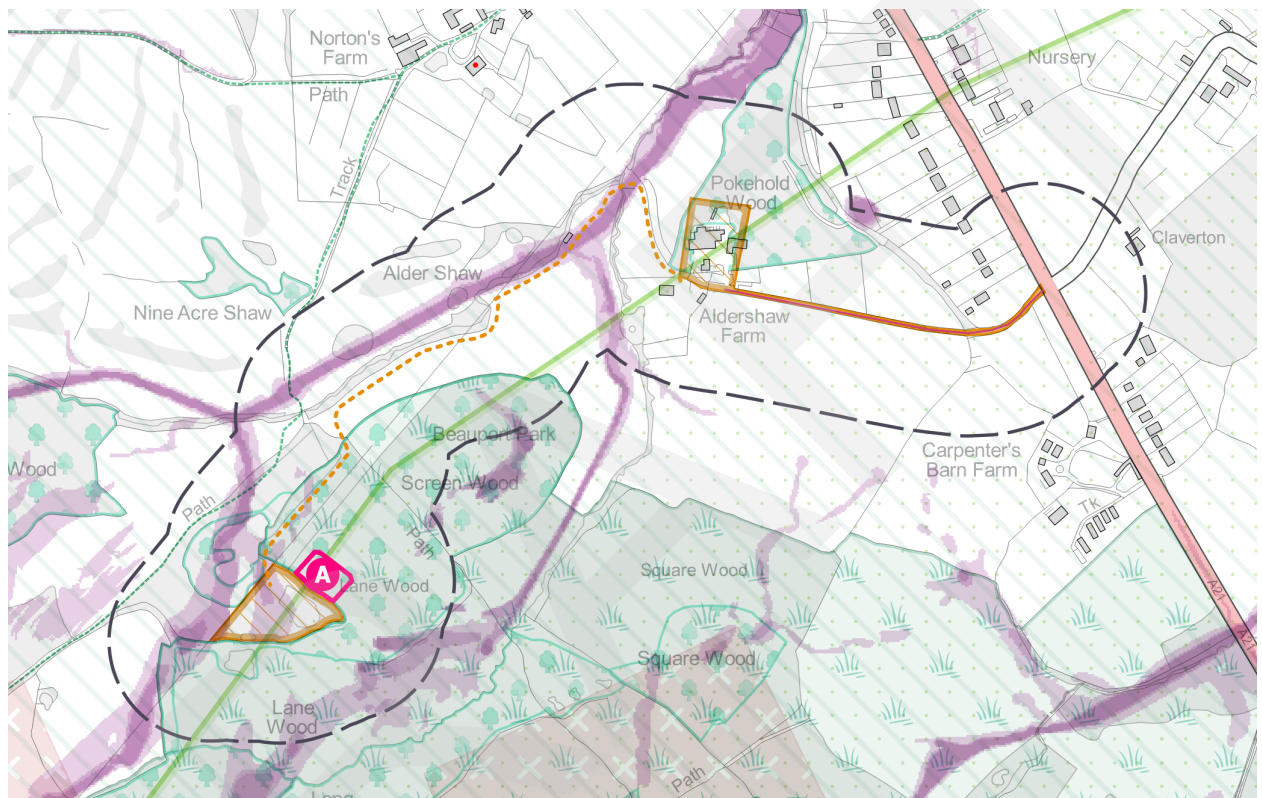 Norton's
Farm
Path
Nursery
Track
Pokehold
Wood
Claverton
Alder Shaw
Nine Acre Shaw
Aldershaw
Farm
Beauport Park
Carpenter's
Barn Farm
Wood
Screen Wood
Path
Tk
Path
A
Lane Wood
Square Wood
A21
A21
Square Wood
Lane
Wood
Path
Long